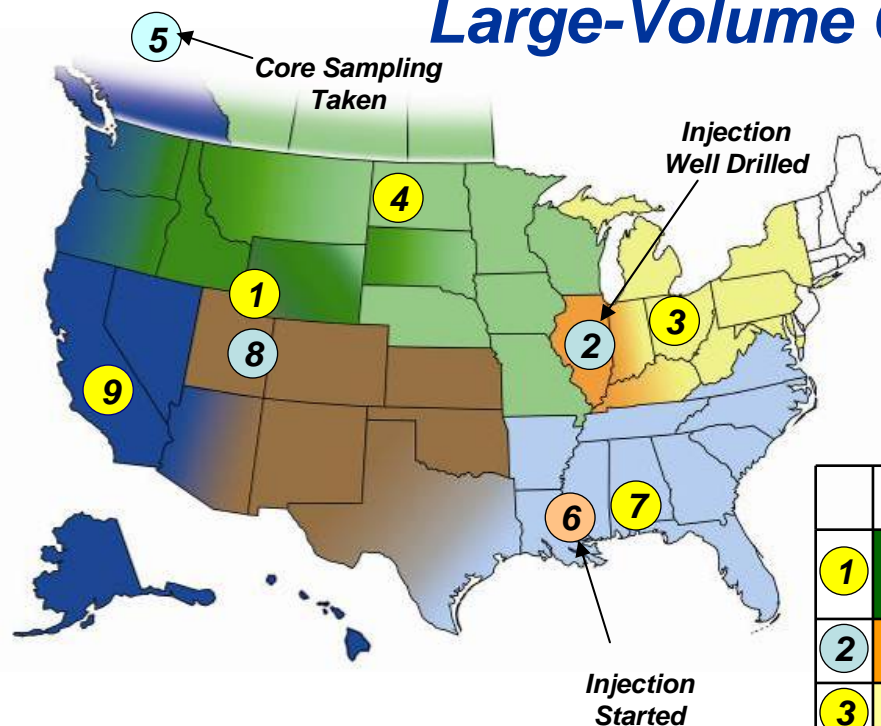 Large-Volume
5
Core Sampling
Taken
Injection
Well Drilled
4
1
3
2
8
9
7
6
1
2
3
Injection
Started